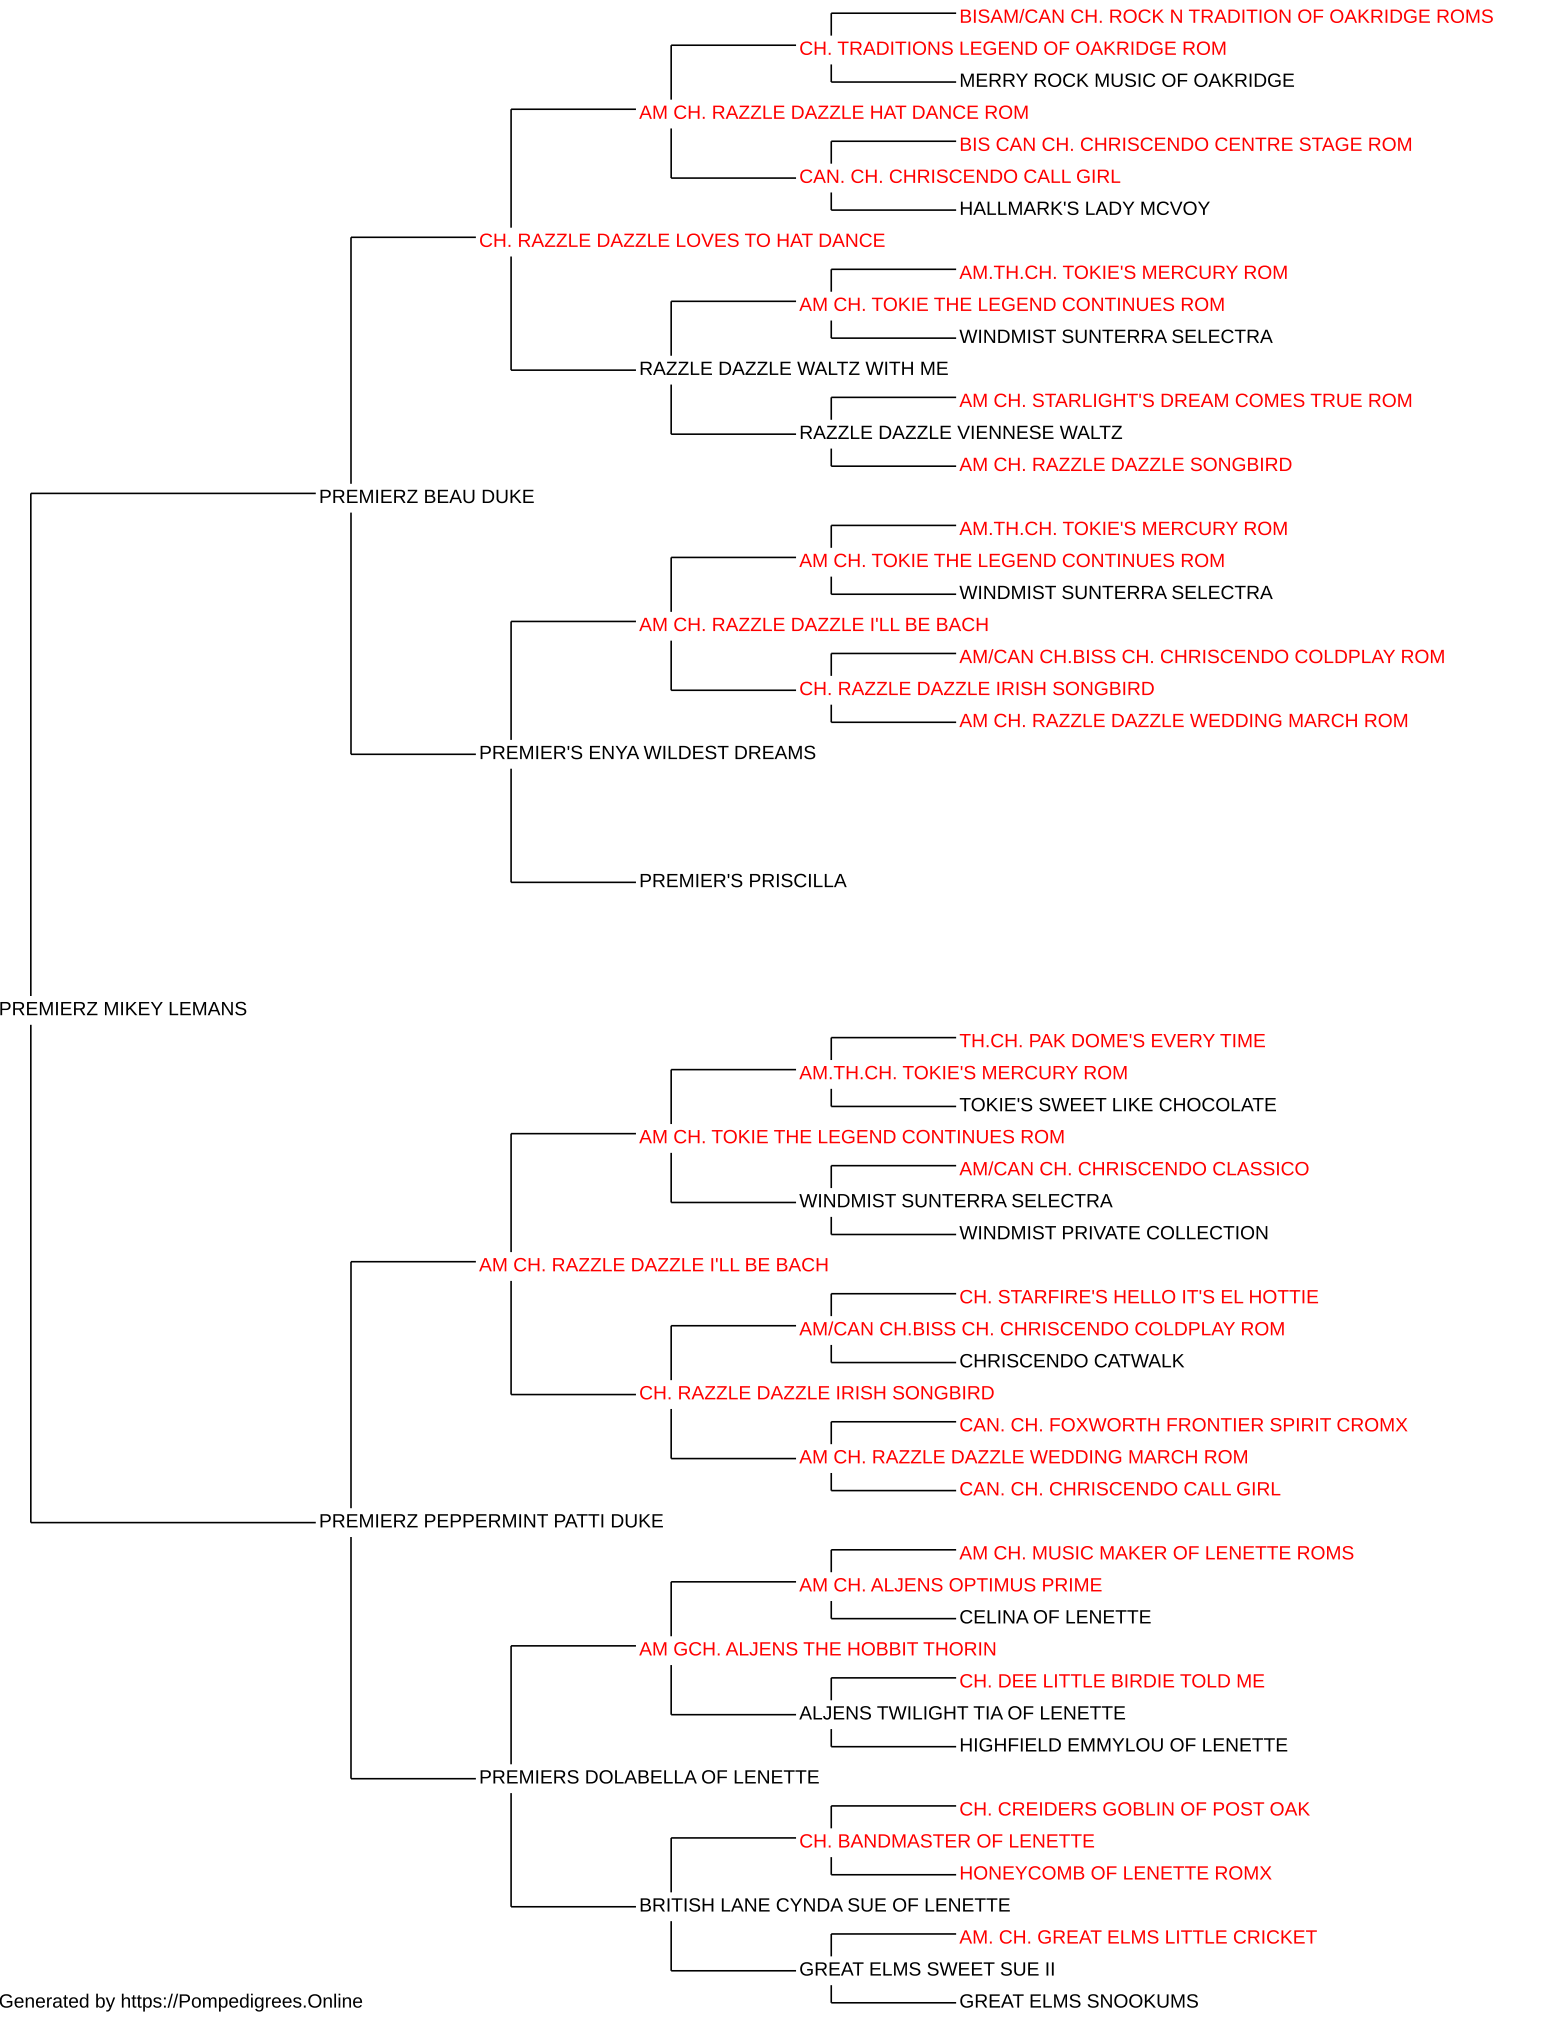 BISAM/CAN CH. ROCK N TRADITION OF OAKRIDGE ROMS
CH. TRADITIONS LEGEND OF OAKRIDGE ROM
MERRY ROCK MUSIC OF OAKRIDGE
AM CH. RAZZLE DAZZLE HAT DANCE ROM
BIS CAN CH. CHRISCENDO CENTRE STAGE ROM
CAN. CH. CHRISCENDO CALL GIRL
HALLMARK'S LADY MCVOY
CH. RAZZLE DAZZLE LOVES TO HAT DANCE
AM.TH.CH. TOKIE'S MERCURY ROM
AM CH. TOKIE THE LEGEND CONTINUES ROM
WINDMIST SUNTERRA SELECTRA
RAZZLE DAZZLE WALTZ WITH ME
AM CH. STARLIGHT'S DREAM COMES TRUE ROM
RAZZLE DAZZLE VIENNESE WALTZ
AM CH. RAZZLE DAZZLE SONGBIRD
PREMIERZ BEAU DUKE
AM.TH.CH. TOKIE'S MERCURY ROM
AM CH. TOKIE THE LEGEND CONTINUES ROM
WINDMIST SUNTERRA SELECTRA
AM CH. RAZZLE DAZZLE I'LL BE BACH
AM/CAN CH.BISS CH. CHRISCENDO COLDPLAY ROM
CH. RAZZLE DAZZLE IRISH SONGBIRD
AM CH. RAZZLE DAZZLE WEDDING MARCH ROM
PREMIER'S ENYA WILDEST DREAMS
PREMIER'S PRISCILLA
PREMIERZ MIKEY LEMANS
TH.CH. PAK DOME'S EVERY TIME
AM.TH.CH. TOKIE'S MERCURY ROM
TOKIE'S SWEET LIKE CHOCOLATE
AM CH. TOKIE THE LEGEND CONTINUES ROM
AM/CAN CH. CHRISCENDO CLASSICO
WINDMIST SUNTERRA SELECTRA
WINDMIST PRIVATE COLLECTION
AM CH. RAZZLE DAZZLE I'LL BE BACH
CH. STARFIRE'S HELLO IT'S EL HOTTIE
AM/CAN CH.BISS CH. CHRISCENDO COLDPLAY ROM
CHRISCENDO CATWALK
CH. RAZZLE DAZZLE IRISH SONGBIRD
CAN. CH. FOXWORTH FRONTIER SPIRIT CROMX
AM CH. RAZZLE DAZZLE WEDDING MARCH ROM
CAN. CH. CHRISCENDO CALL GIRL
PREMIERZ PEPPERMINT PATTI DUKE
AM CH. MUSIC MAKER OF LENETTE ROMS
AM CH. ALJENS OPTIMUS PRIME
CELINA OF LENETTE
AM GCH. ALJENS THE HOBBIT THORIN
CH. DEE LITTLE BIRDIE TOLD ME
ALJENS TWILIGHT TIA OF LENETTE
HIGHFIELD EMMYLOU OF LENETTE
PREMIERS DOLABELLA OF LENETTE
CH. CREIDERS GOBLIN OF POST OAK
CH. BANDMASTER OF LENETTE
HONEYCOMB OF LENETTE ROMX
BRITISH LANE CYNDA SUE OF LENETTE
AM. CH. GREAT ELMS LITTLE CRICKET
GREAT ELMS SWEET SUE II
GREAT ELMS SNOOKUMS
Generated by https://Pompedigrees.Online